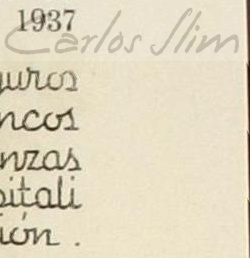 1937
Carlos Slim
guros
ncos
nzas
pitali
ión .